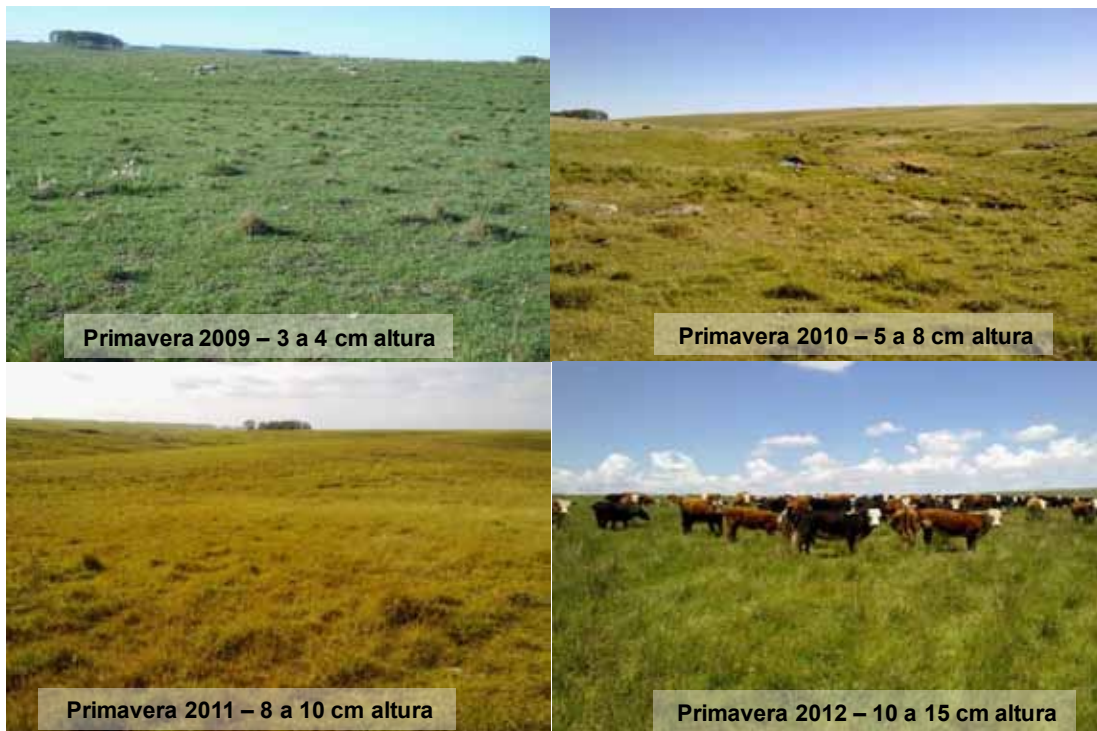 Primavera 2009 – 3 a 4 cm altura
Primavera 2010 – 5 a 8 cm altura
Primavera 2011 – 8 a 10 cm altura
Primavera 2012 – 10 a 15 cm altura